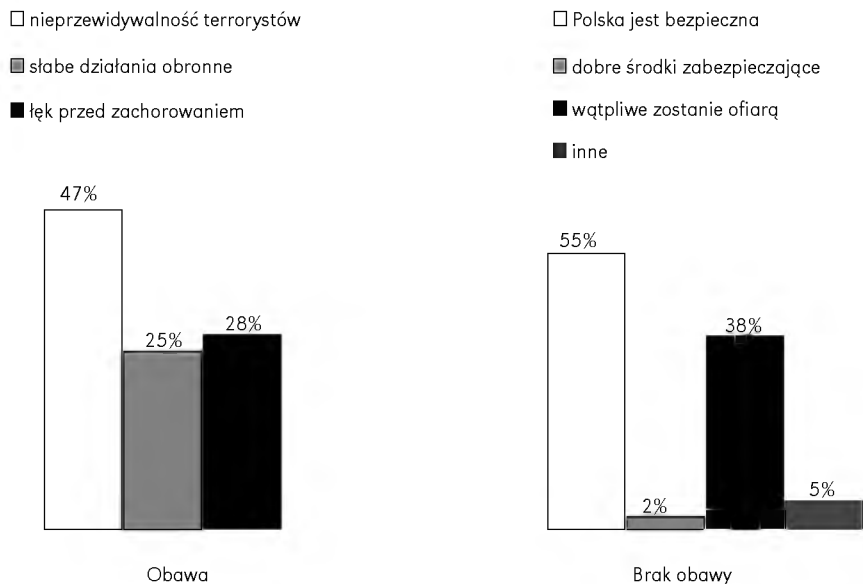 nieprzewidywalność terrorystów
słabe działania obronne
łęk przed zachorowaniem
47%
25%
28%
Obawa
Polska jest bezpieczna
dobre środki zabezpieczające
wątpliwe zostanie ofiarą
inne
55%
2%
38%
5%
Brak obawy